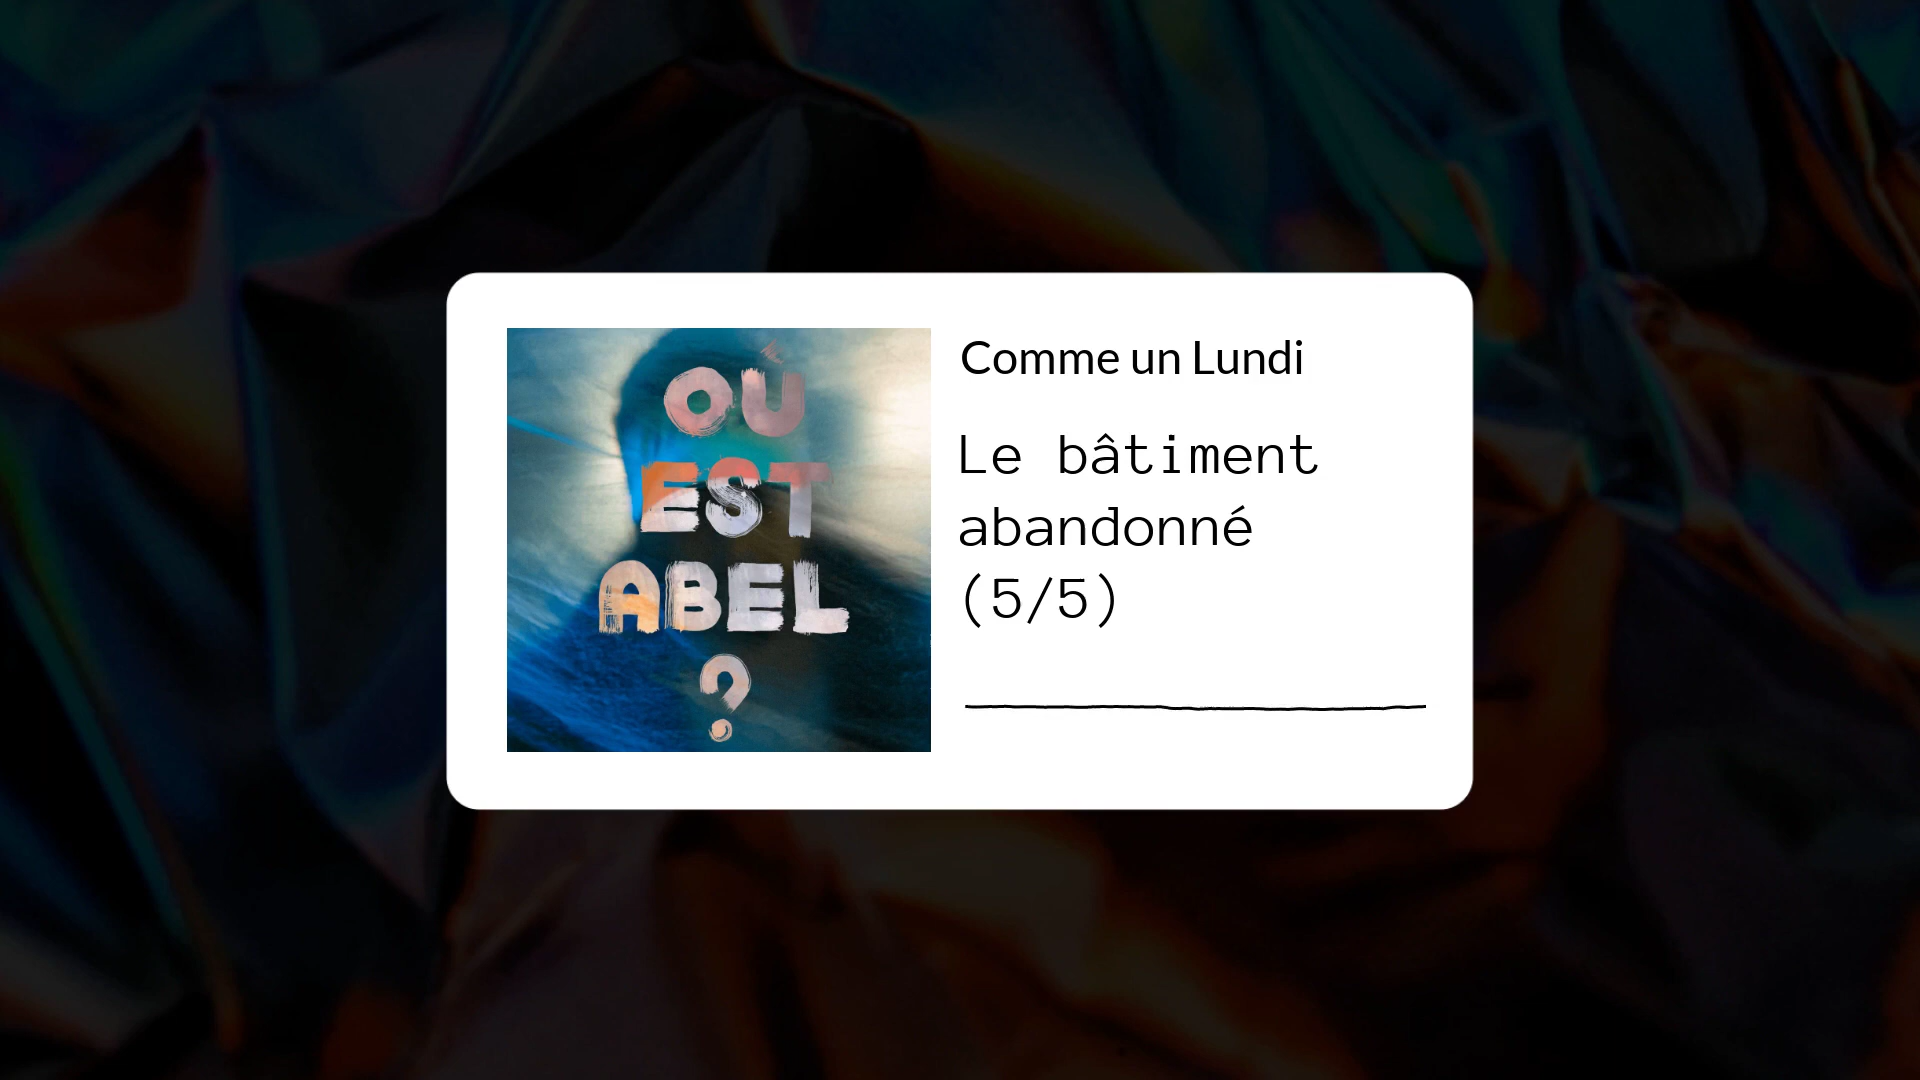 OÙ
EST
ABEL
?
Comme un Lundi
Le bâtiment
abandonné
(5/5)